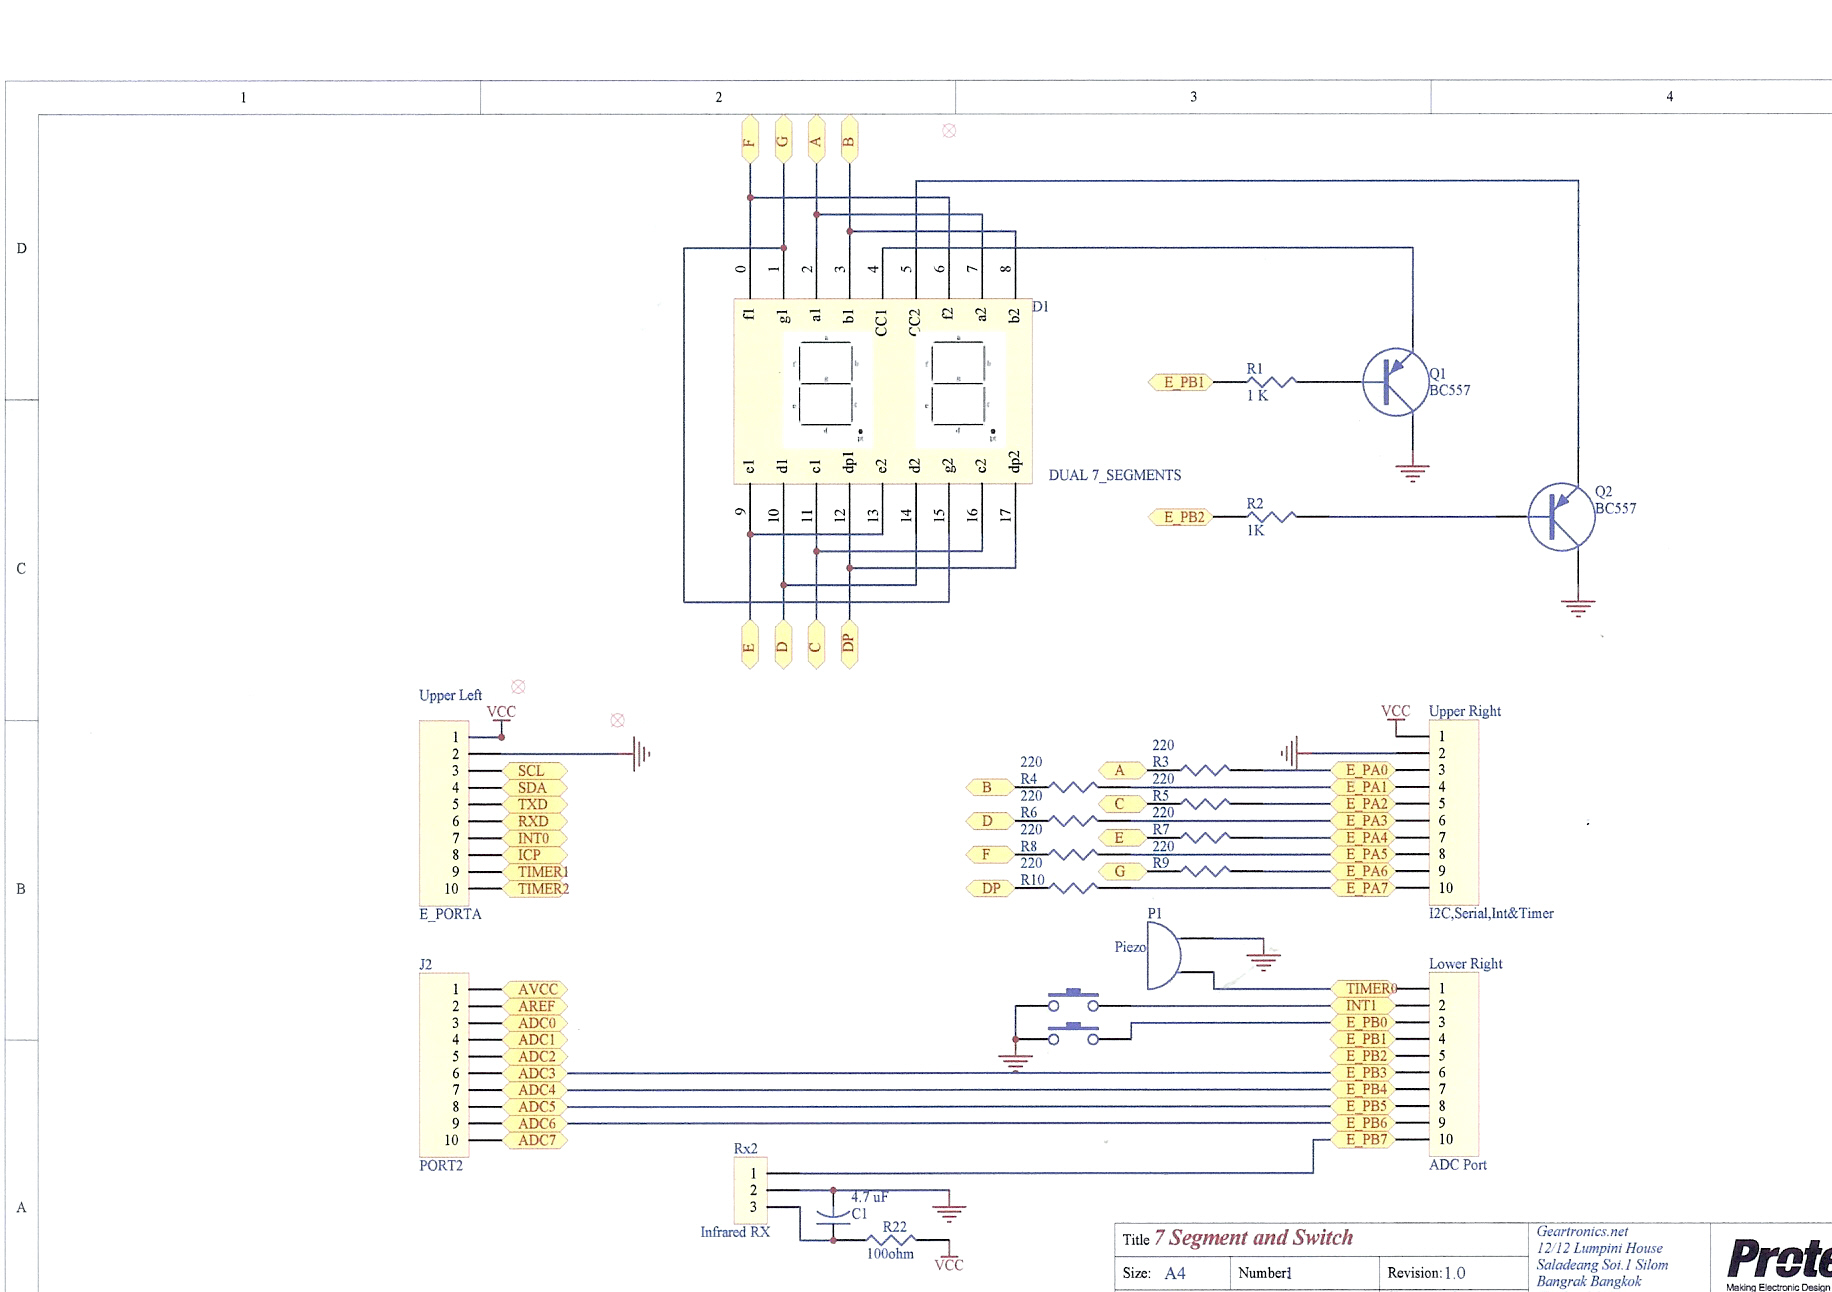 1 2 3 4
D
C
B
A
F G A B
0 1 2 3 4 5 6 7 8
f1 g1 a1 b1 CC1 CC2 f2 a2 b2
D1
e1 d1 c1 dp1 e2 d2 g2 c2 dp2
9 10 11 12 13 14 15 16 17
DUAL 7_SEGMENTS
E D C DP
E_PB1
R1
1 K
Q1
BC557
E_PB2
R2
1K
Q2
BC557
Upper Left
VCC
1
2
3 SCL
4 SDA
5 TXD
6 RXD
7 INT0
8 ICP
9 TIMER1
10 TIMER2
E_PORTA
VCC
Upper Right
1
2
220
A R3 E_PA0 3
220
B R4 E_PA1 4
220
C R5 E_PA2 5
220
D R6 E_PA3 6
220
E R7 E_PA4 7
220
F R8 E_PA5 8
220
G R9 E_PA6 9
220
DP R10 E_PA7 10
I2C,Serial,Int&Timer
P1
Piezo
J2
1 AVCC
2 AREF
3 ADC0
4 ADC1
5 ADC2
6 ADC3
7 ADC4
8 ADC5
9 ADC6
10 ADC7
PORT2
Lower Right
TIMER0 1
INT1 2
E_PB0 3
E_PB1 4
E_PB2 5
E_PB3 6
E_PB4 7
E_PB5 8
E_PB6 9
E_PB7 10
ADC Port
Rx2
1
2
3
Infrared RX
4.7 uF
C1
R22
100ohm
VCC
Title 7 Segment and Switch
Size: A4
Number:1
Revision:1.0
Geartronics.net
12/12 Lumpini House
Saladeang Soi.1 Silom
Bangrak Bangkok
Prote
Making Electronic Design